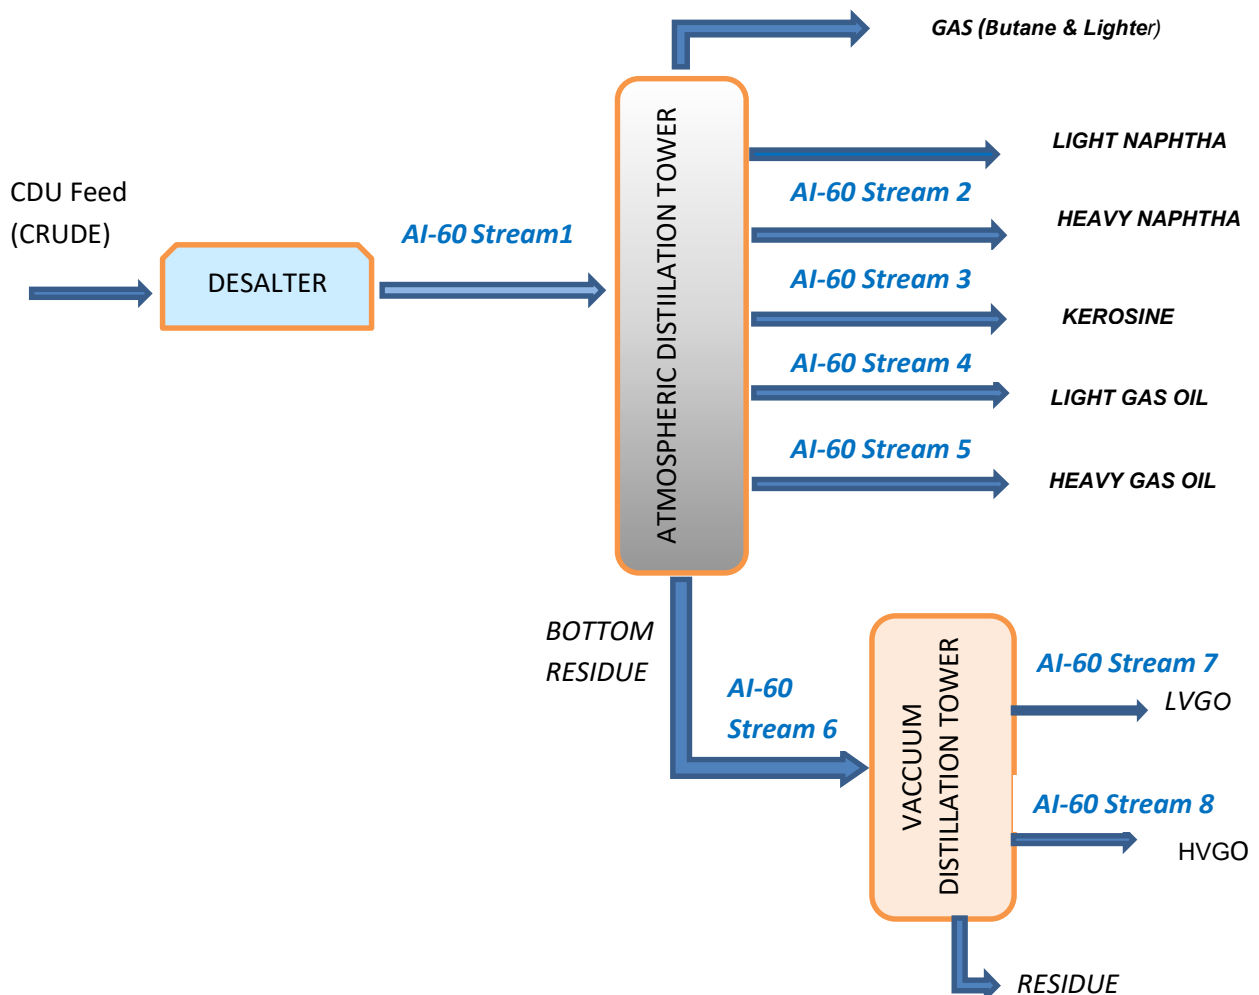 GAS (Butane & Lighter)
LIGHT NAPHTHA
AI-60 Stream 2
HEAVY NAPHTHA
CDU Feed
(CRUDE)
AI-60 Stream1
DESALTER
ATMOSPHERIC DISTIILATION TOWER
AI-60 Stream 3
KEROSINE
AI-60 Stream 4
LIGHT GAS OIL
AI-60 Stream 5
HEAVY GAS OIL
BOTTOM
RESIDUE
AI-60
Stream 6
VACCUUM
DISTILLATION TOWER
AI-60 Stream 7
LVGO
AI-60 Stream 8
HVGO
RESIDUE